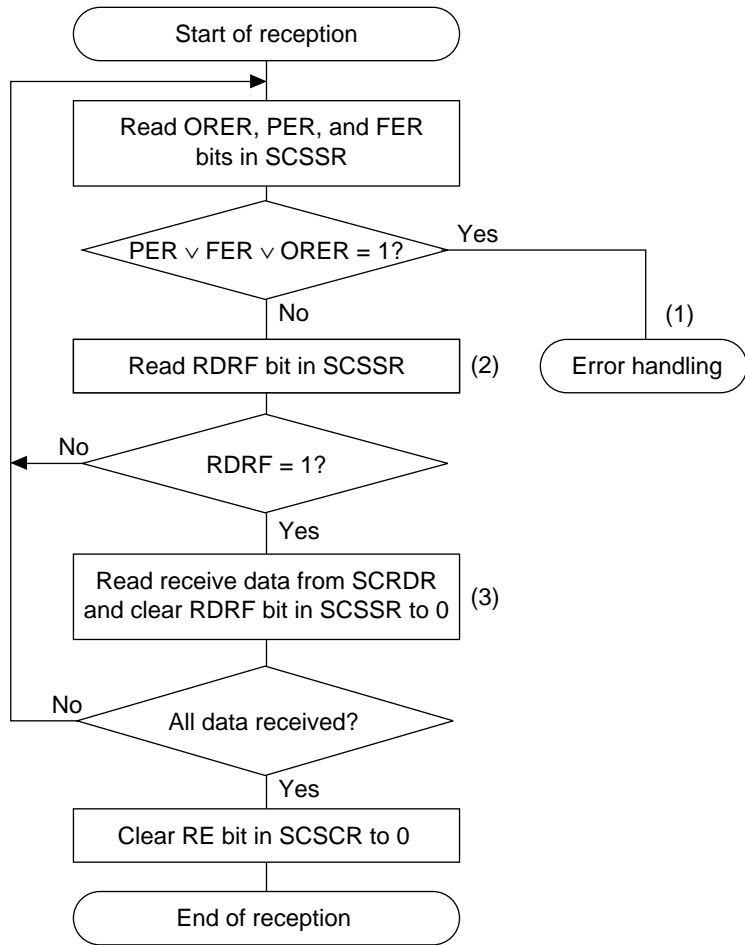 Start of reception
Read ORER, PER, and FER
bits in SCSSR
PER ∨ FER ∨ ORER = 1?
Yes
No
(1)
Error handling
Read RDRF bit in SCSSR
(2)
No
RDRF = 1?
Yes
Read receive data from SCRDR
and clear RDRF bit in SCSSR to 0
(3)
No
All data received?
Yes
Clear RE bit in SCSCR to 0
End of reception